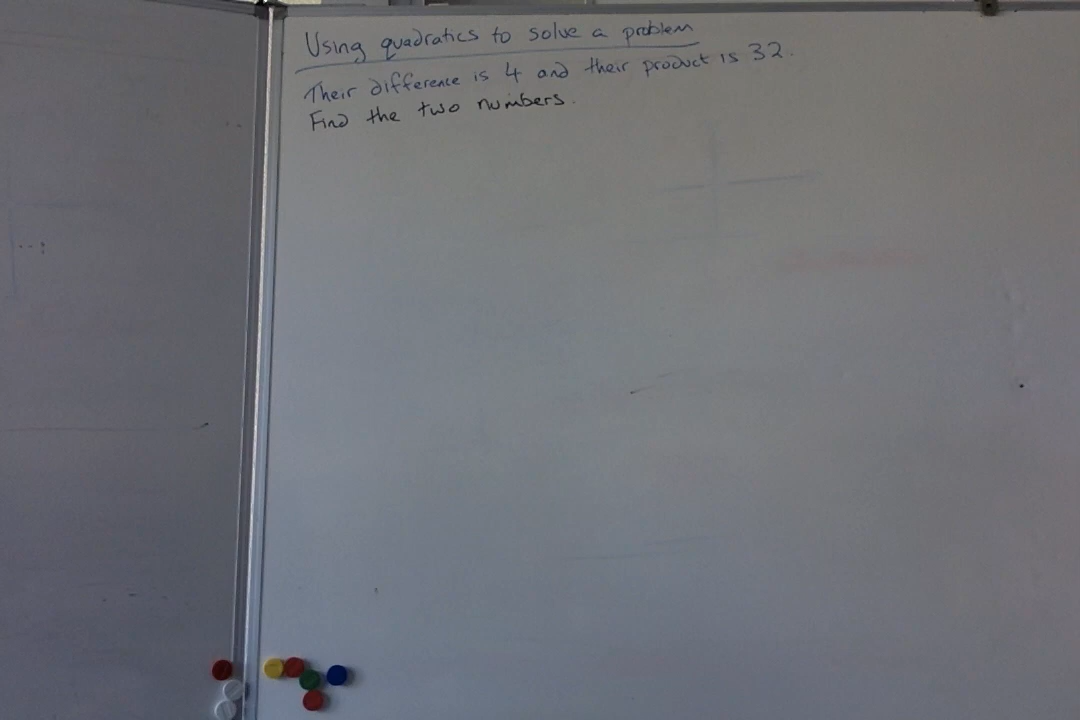 Using quadratics to solve a problem
Their difference is 4 and their product is 32.
Find the two numbers.